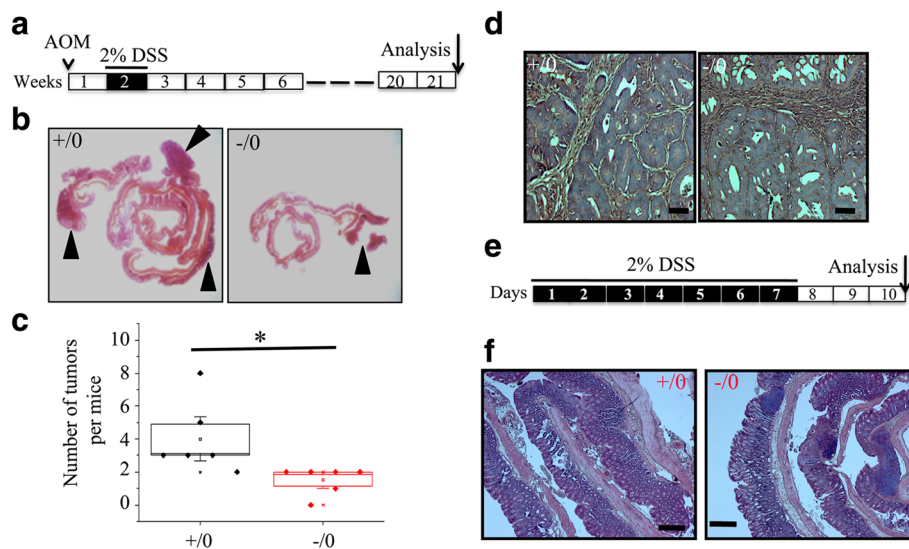 a
AOM
2% DSS
Analysis
Weeks 1 2 3 4 5 6 20 21
b
+/0
-/0
c
Number of tumors per mice
10
8
6
4
2
0
*
+/0
-/0
d
+/0
-/0
e
2% DSS
Analysis
Days 1 2 3 4 5 6 7 8 9 10
f
+/0
-/0